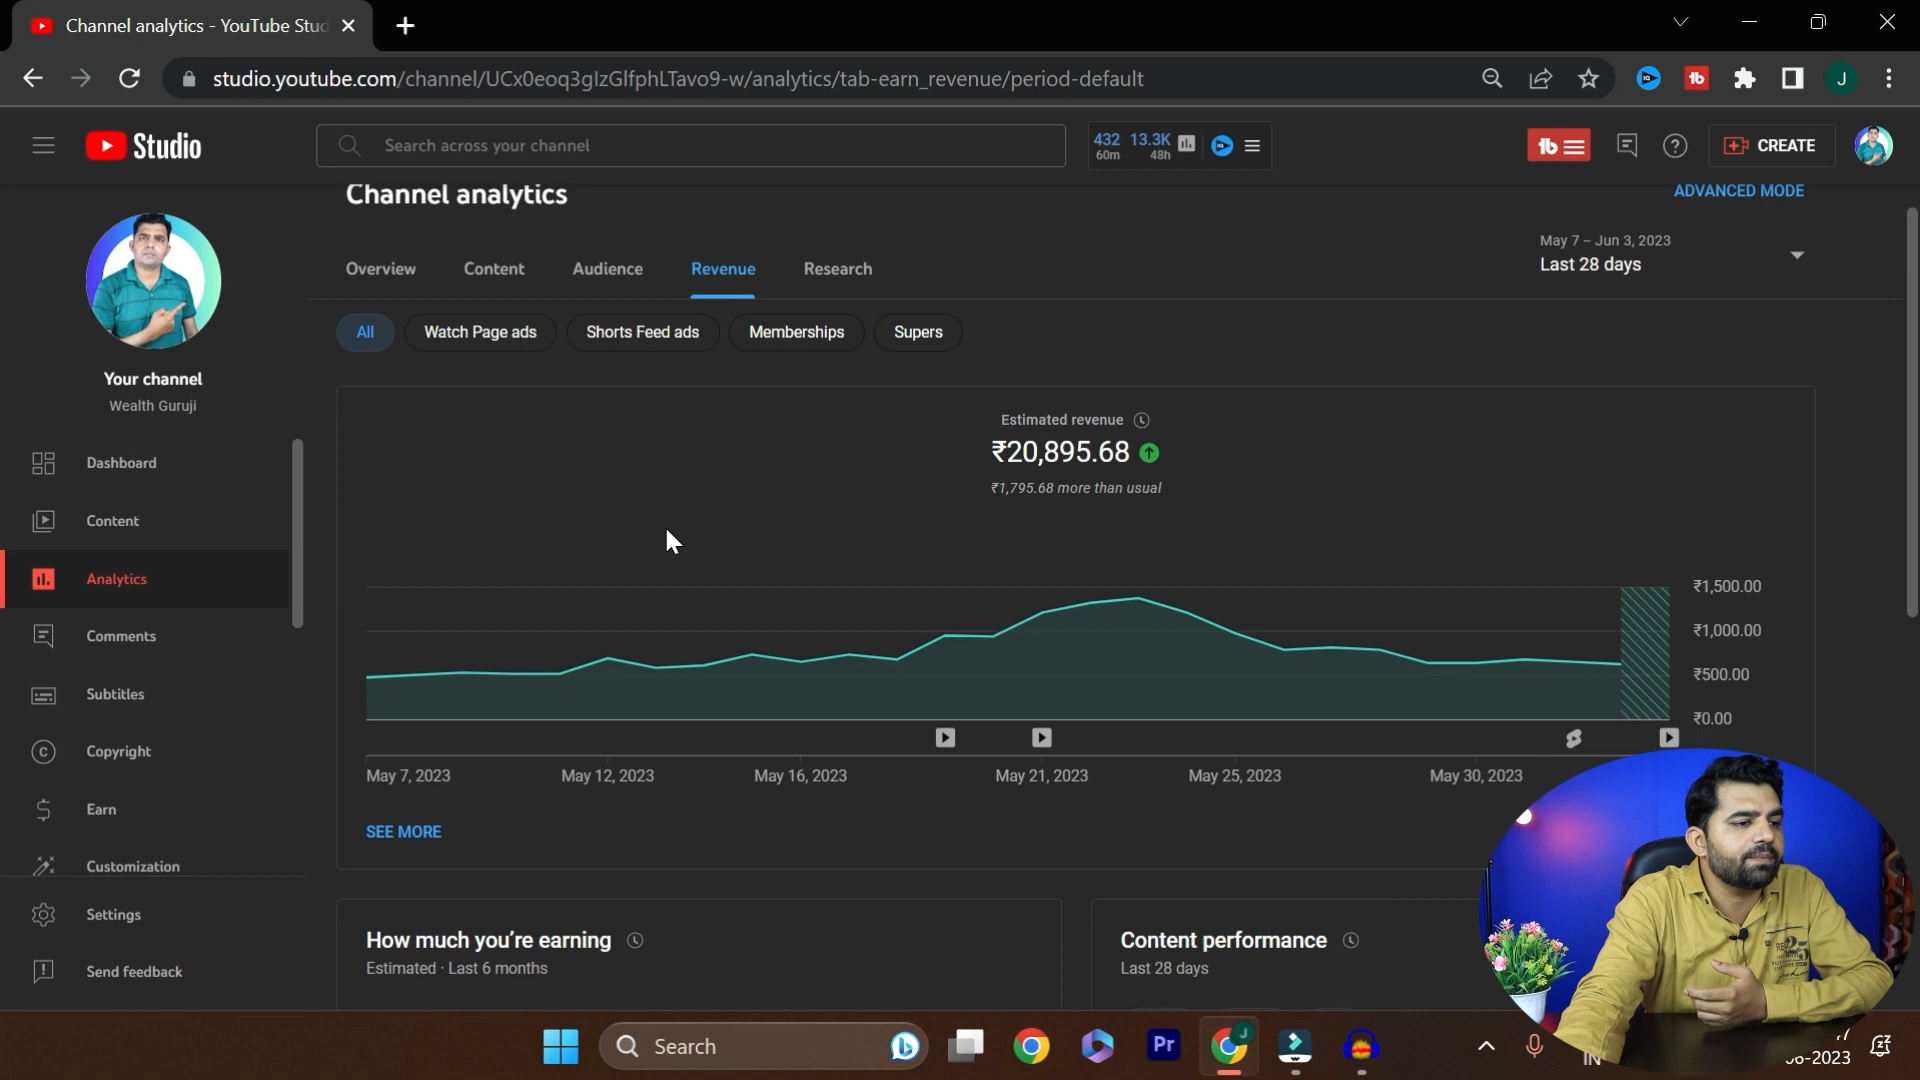 Channel analytics - YouTube Stud
studio.youtube.com/channel/UCx0eoq3glzGlfphLTavo9-w/analytics/tab-earn_revenue/period-default
J
Studio
Search across your channel
432 13.3K
60m 48h
CREATE
Channel analytics
ADVANCED MODE
May 7 – Jun 3, 2023
Last 28 days
Overview Content Audience Revenue Research
All Watch Page ads Shorts Feed ads Memberships Supers
Your channel
Wealth Guruji
Dashboard
Content
Analytics
Comments
Subtitles
Copyright
Earn
Customization
Settings
Send feedback
Estimated revenue
₹20,895.68
₹1,795.68 more than usual
₹1,500.00
₹1,000.00
₹500.00
₹0.00
May 7, 2023 May 12, 2023 May 16, 2023 May 21, 2023 May 25, 2023 May 30, 2023
SEE MORE
How much you're earning
Estimated · Last 6 months
Content performance
Last 28 days
Search
Pr
J
IN
-2023